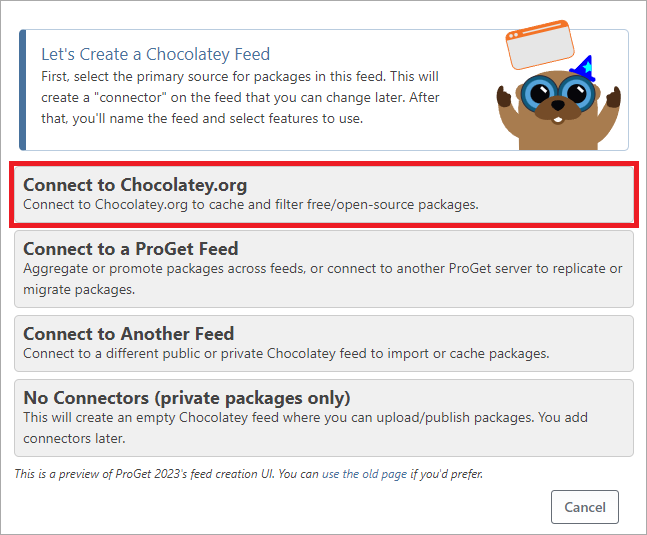 Let's Create a Chocolatey Feed
First, select the primary source for packages in this feed. This will
create a "connector" on the feed that you can change later. After
that, you'll name the feed and select features to use.
Connect to Chocolatey.org
Connect to Chocolatey.org to cache and filter free/open-source packages.
Connect to a ProGet Feed
Aggregate or promote packages across feeds, or connect to another ProGet server to replicate or
migrate packages.
Connect to Another Feed
Connect to a different public or private Chocolatey feed to import or cache packages.
No Connectors (private packages only)
This will create an empty Chocolatey feed where you can upload/publish packages. You add
connectors later.
This is a preview of ProGet 2023's feed creation UI. You can use the old page if you'd prefer.
Cancel